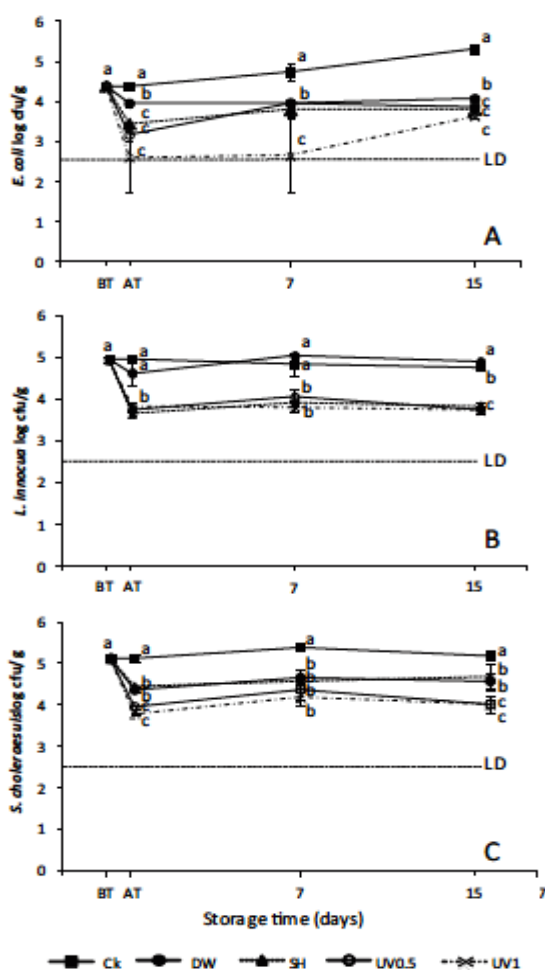 6
a
a
a
5
a
a
b
b
b
4
c
c
c
c
c
c
3
c
c
LD
2
1
A
0
BT AT 7 15
E. coli log cfu/g
6
a
a
a
a
5
a
a
b
4
b
b
c
b
3
LD
2
1
B
0
BT AT 7 15
L. innocua log cfu/g
6
a
a
a
a
5
b
b
b
b
b
b
4
c
c
c
b
c
3
LD
2
1
C
0
BT AT 7 15 7
S. choleraesuis log cfu/g
Storage time (days)
Ck DW SH UV0.5 UV1